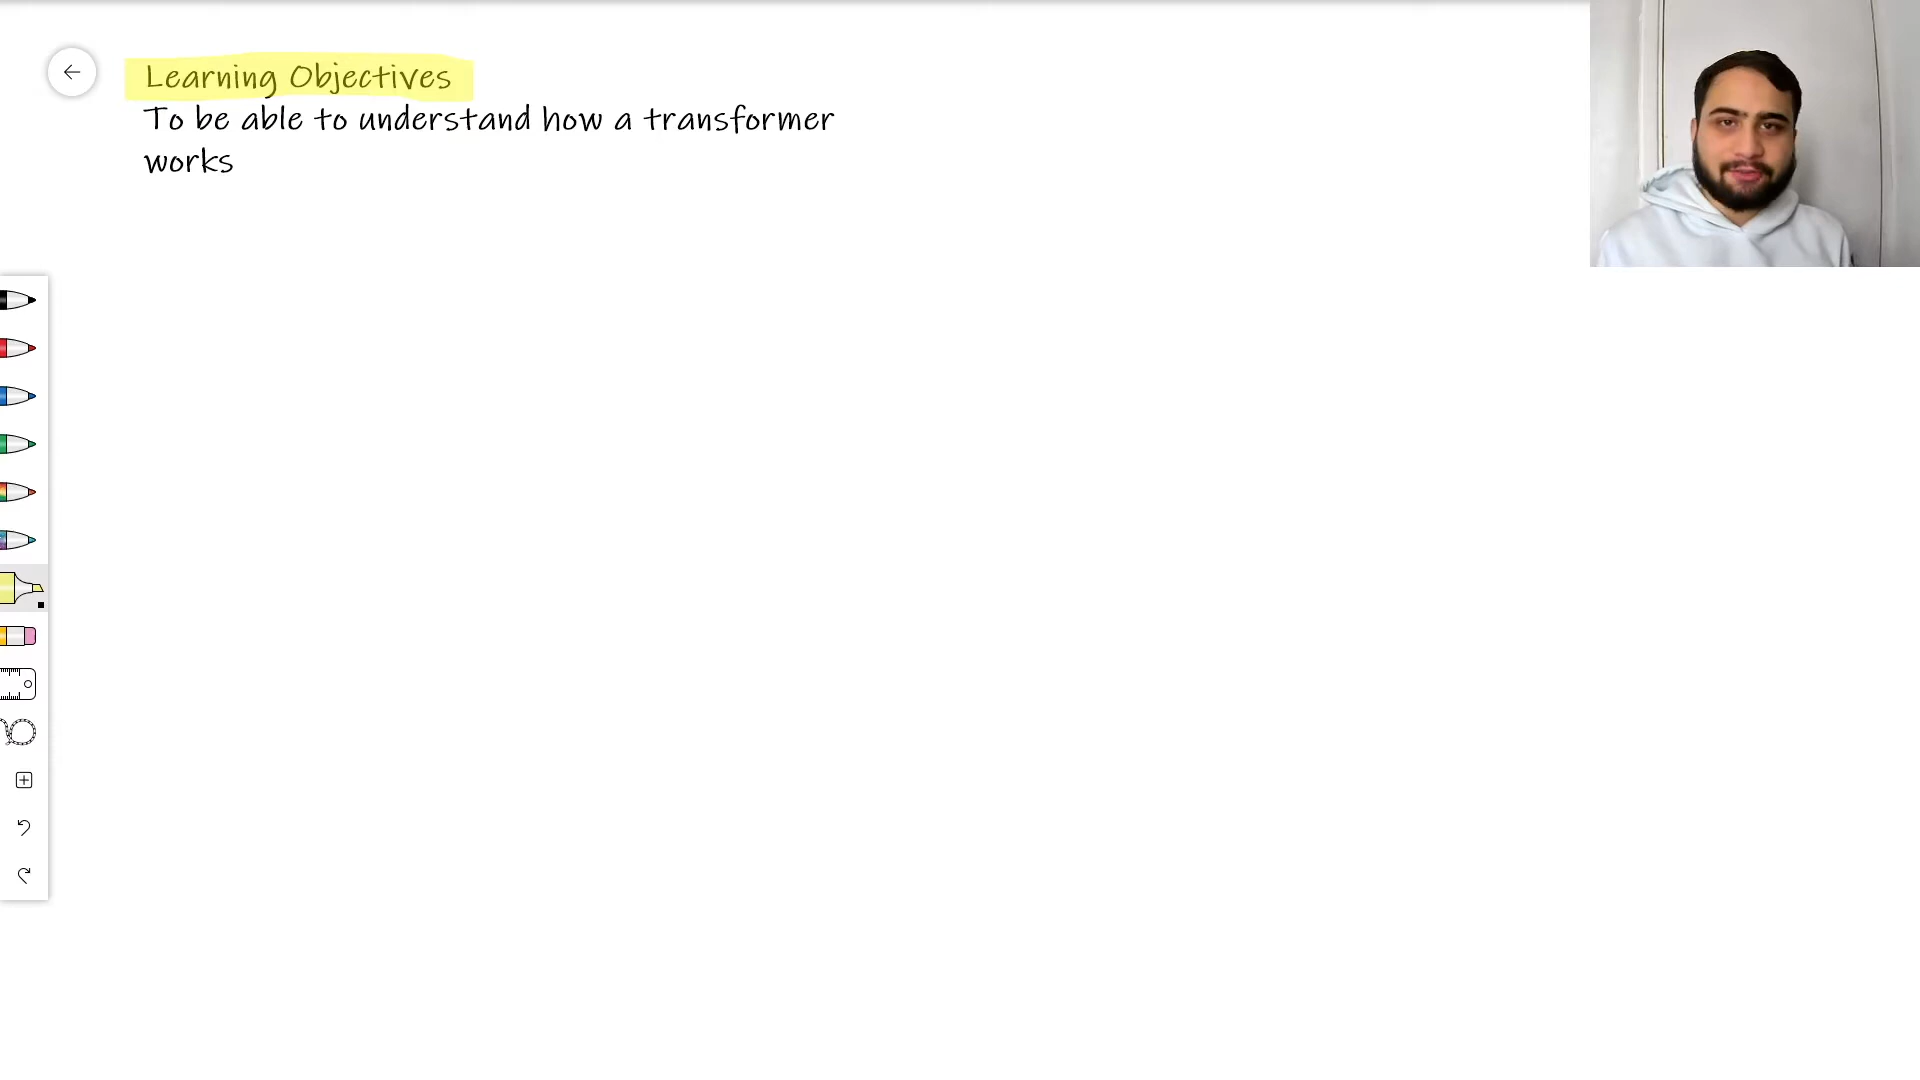 Learning Objectives
To be able to understand how a transformer
works